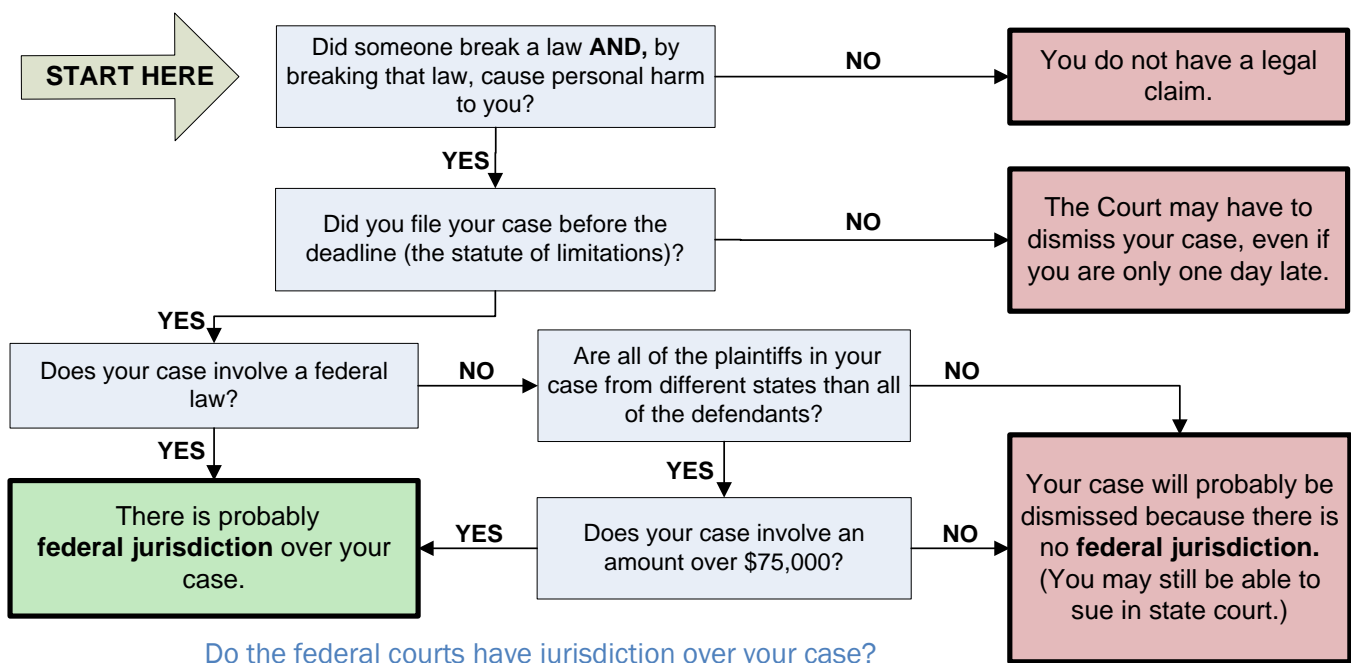 START HERE
Did someone break a law AND, by
breaking that law, cause personal harm
to you?
NO
You do not have a legal
claim.
YES
Did you file your case before the
deadline (the statute of limitations)?
NO
The Court may have to
dismiss your case, even if
you are only one day late.
YES
Does your case involve a federal
law?
NO
Are all of the plaintiffs in your
case from different states than all
of the defendants?
NO
YES
YES
There is probably
federal jurisdiction over your
case.
YES
Does your case involve an
amount over $75,000?
NO
Your case will probably be
dismissed because there is
no federal jurisdiction.
(You may still be able to
sue in state court.)
Do the federal courts have jurisdiction over your case?